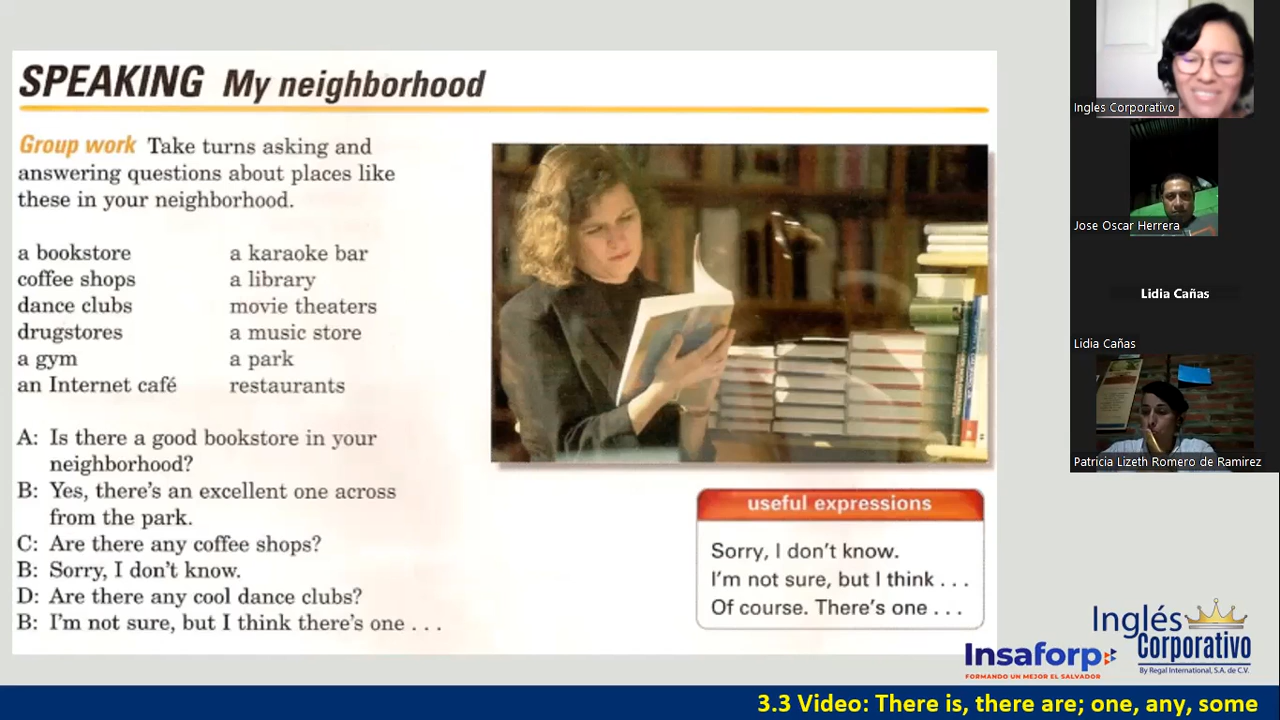 SPEAKING My neighborhood
Group work Take turns asking and
answering questions about places like
these in your neighborhood.
a bookstore
coffee shops
dance clubs
drugstores
a gym
an Internet café
a karaoke bar
a library
movie theaters
a music store
a park
restaurants
A: Is there a good bookstore in your
neighborhood?
B: Yes, there's an excellent one across
from the park.
C: Are there any coffee shops?
B: Sorry, I don't know.
D: Are there any cool dance clubs?
B: I'm not sure, but I think there's one . . .
useful expressions
Sorry, I don't know.
I'm not sure, but I think . . .
Of course. There's one . . .
Ingles Corporativo
Jose Oscar Herrera
Lidia Cañas
Lidia Cañas
Patricia Lizeth Romero de Ramirez
Insaforp
FORMANDO UN MEJOR EL SALVADOR
Inglés
Corporativo
By Regal International, S.A. de C.V.
3.3 Video: There is, there are; one, any, some